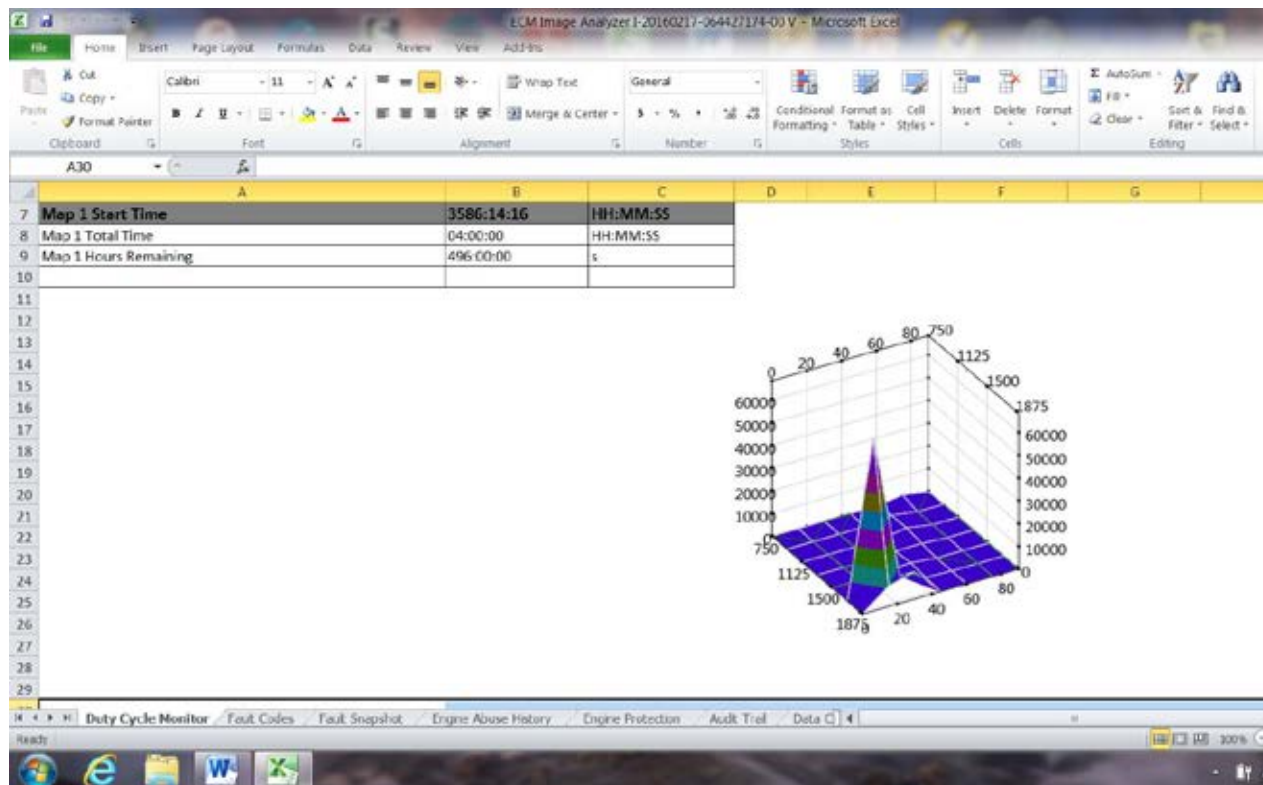 ECM Image Analyzer I-20160217-064427174-00 V - Microsoft Excel
File Home Insert Page Layout Formulas Data Review View Add-Ins
Cut Calibri 11 Wrap Text General Σ AutoSum
Paste Copy Fill
Format Painter B I U Merge & Center $ % Conditional Formatting Format as Table Cell Styles Insert Delete Format Clear Sort & Filter Find & Select
Clipboard Font Alignment Number Styles Cells Editing
A30 fx
A B C D E F G
7 Map 1 Start Time 3586:14:16 HH:MM:SS
8 Map 1 Total Time 04:00:00 HH:MM:SS
9 Map 1 Hours Remaining 496:00:00 s
10
11
12
13
14
15
16
17
18
19
20
21
22
23
24
25
26
27
28
29
0 20 40 60 80 750
1125
1500
1875
60000
50000
40000
30000
20000
10000
0
750
1125
1500
1875
0 20 40 60 80
60000
50000
40000
30000
20000
10000
0
Duty Cycle Monitor Fault Codes Fault Snapshot Engine Abuse History Engine Protection Audit Trail Data
Ready 100%